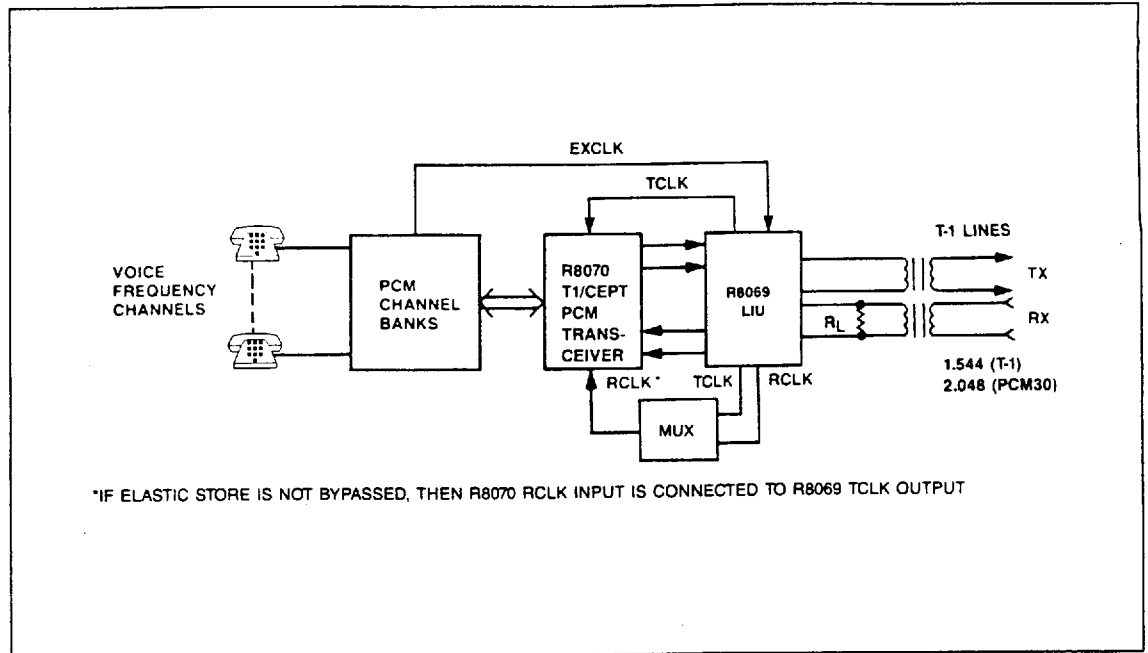 EXCLK
TCLK
VOICE
FREQUENCY
CHANNELS
PCM
CHANNEL
BANKS
R8070
T1/CEPT
PCM
TRANS-
CEIVER
R8069
LIU
RL
T-1 LINES
TX
RX
1.544 (T-1)
2.048 (PCM30)
RCLK*
TCLK
RCLK
MUX
*IF ELASTIC STORE IS NOT BYPASSED, THEN R8070 RCLK INPUT IS CONNECTED TO R8069 TCLK OUTPUT